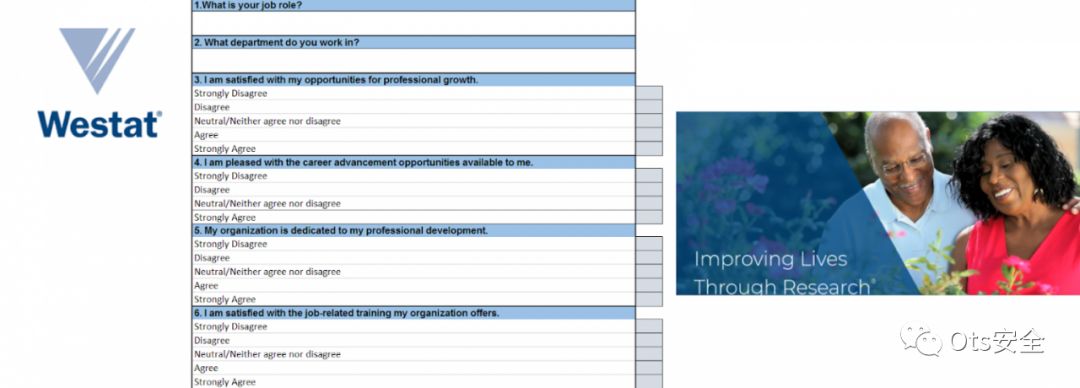 Westat®
1.What is your job role?
2. What department do you work in?
3. I am satisfied with my opportunities for professional growth.
Strongly Disagree
Disagree
Neutral/Neither agree nor disagree
Agree
Strongly Agree
4. I am pleased with the career advancement opportunities available to me.
Strongly Disagree
Disagree
Neutral/Neither agree nor disagree
Strongly Agree
5. My organization is dedicated to my professional development.
Strongly Disagree
Disagree
Neutral/Neither agree nor disagree
Agree
Strongly Agree
6. I am satisfied with the job-related training my organization offers.
Strongly Disagree
Disagree
Neutral/Neither agree nor disagree
Agree
Strongly Agree
Improving Lives
Through Research®
Ots安全